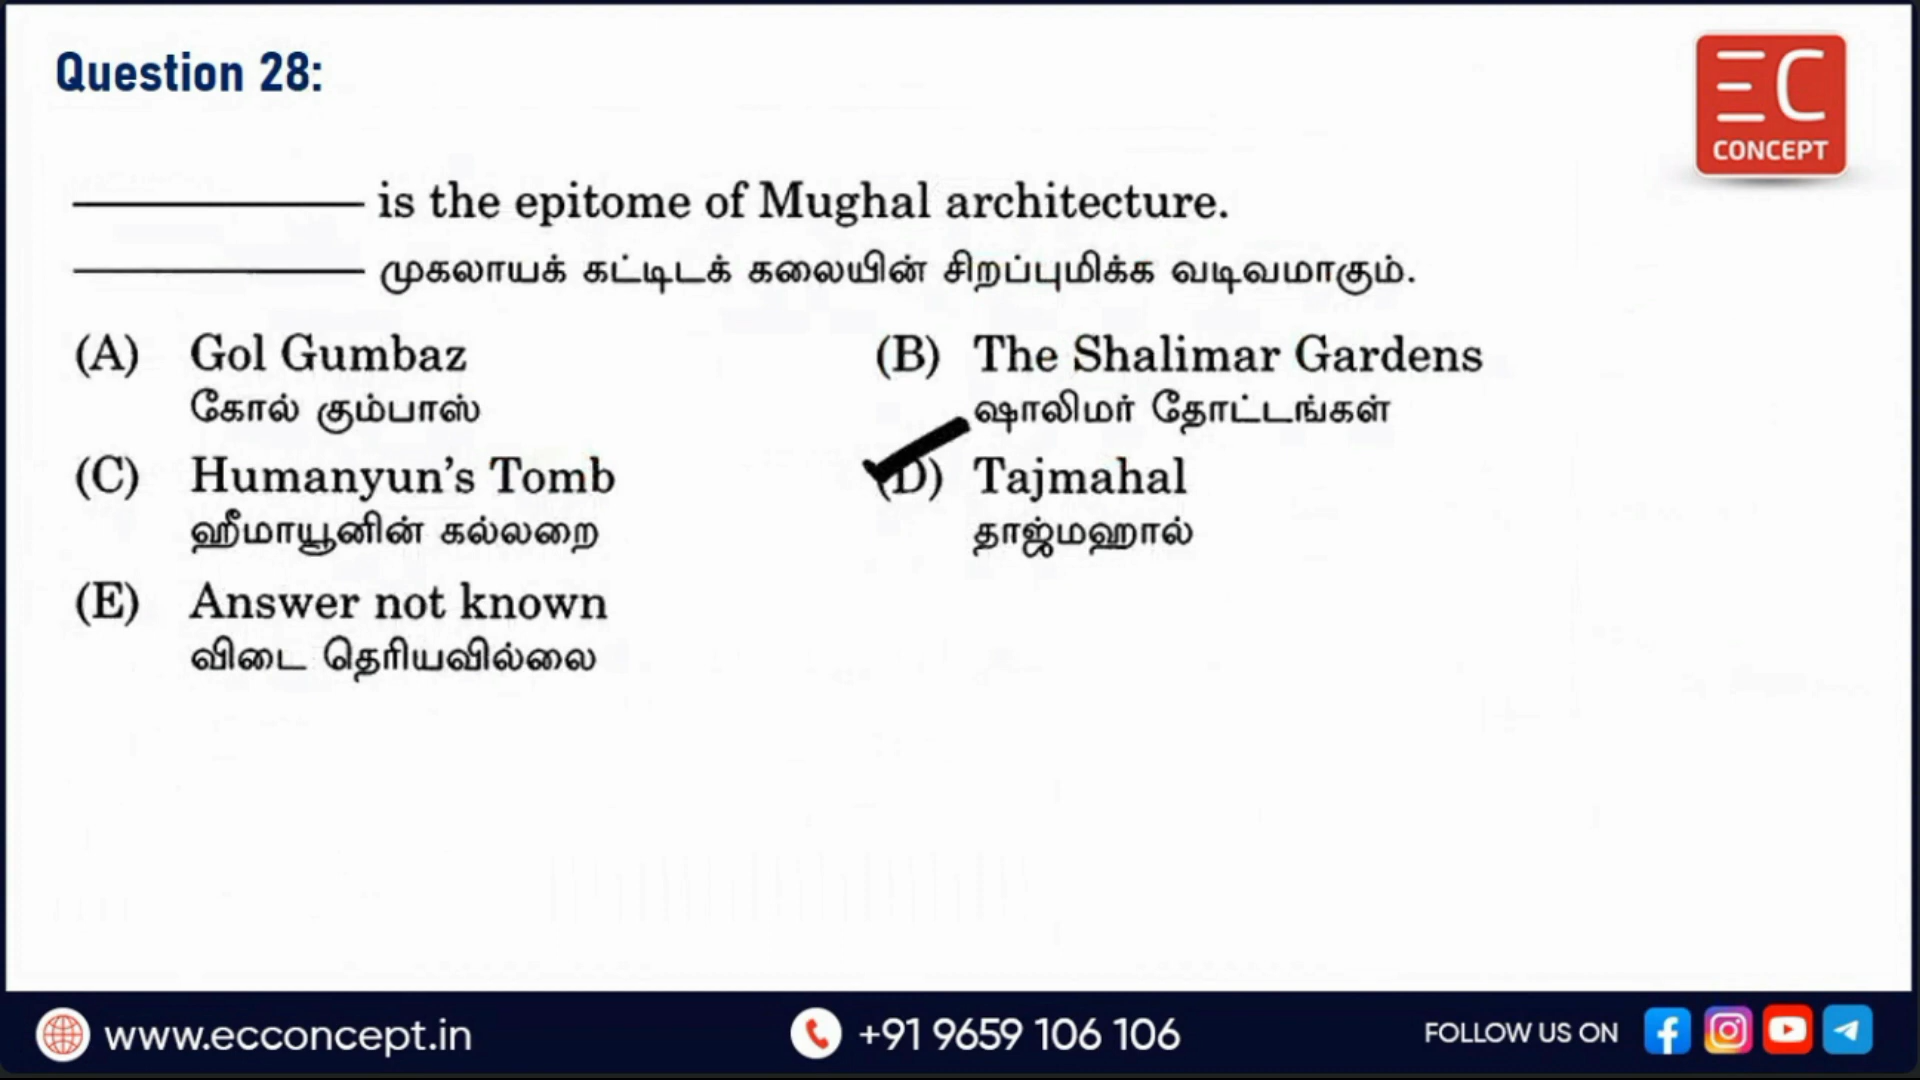 Question 28:
EC
CONCEPT
________ is the epitome of Mughal architecture.
________ முகலாயக் கட்டிடக் கலையின் சிறப்புமிக்க வடிவமாகும்.
(A) Gol Gumbaz
கோல் கும்பாஸ்
(B) The Shalimar Gardens
ஷாலிமர் தோட்டங்கள்
(C) Humanyun's Tomb
ஹீமாயூனின் கல்லறை
(D) Tajmahal
தாஜ்மஹால்
(E) Answer not known
விடை தெரியவில்லை
www.ecconcept.in
+91 9659 106 106
FOLLOW US ON